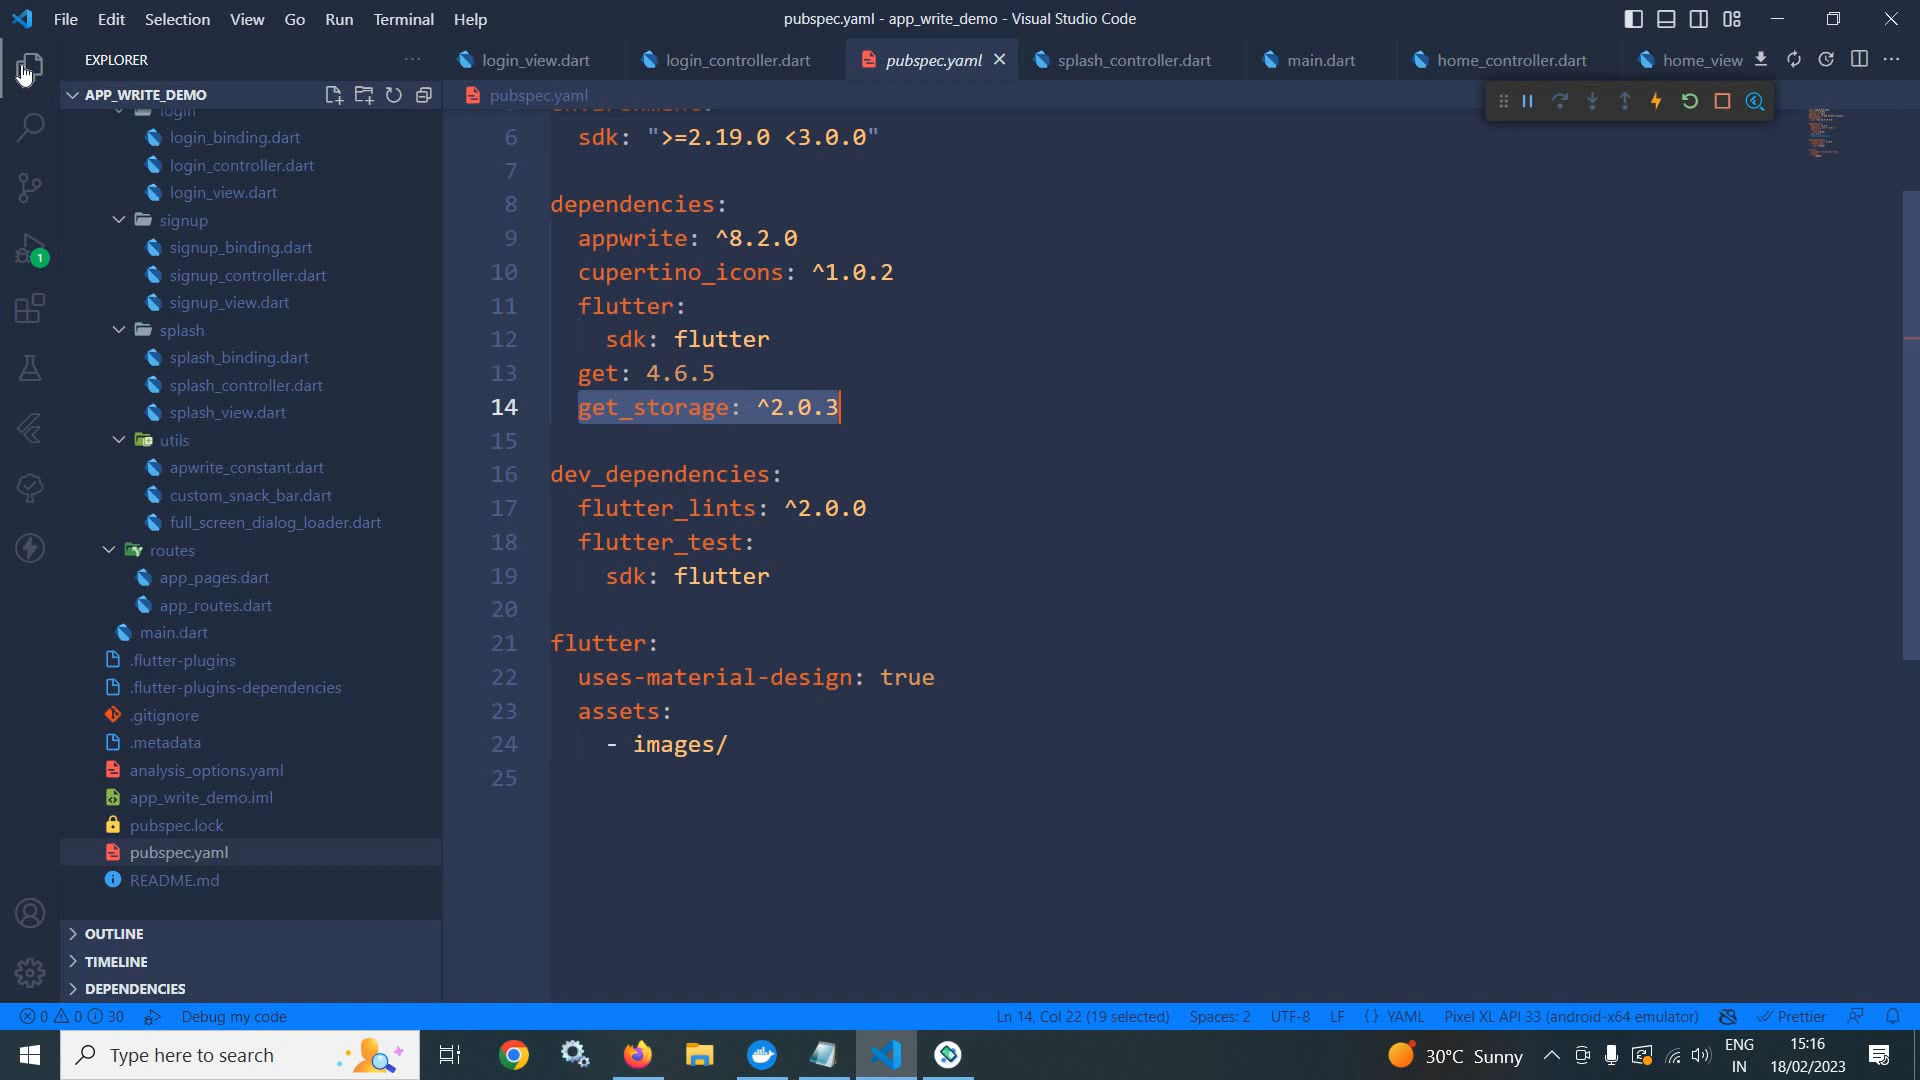 File Edit Selection View Go Run Terminal Help
pubspec.yaml - app_write_demo - Visual Studio Code
EXPLORER
login_view.dart
login_controller.dart
pubspec.yaml
splash_controller.dart
main.dart
home_controller.dart
home_view
APP_WRITE_DEMO
pubspec.yaml
login
login_binding.dart
login_controller.dart
login_view.dart
signup
signup_binding.dart
signup_controller.dart
signup_view.dart
splash
splash_binding.dart
splash_controller.dart
splash_view.dart
utils
apwrite_constant.dart
custom_snack_bar.dart
full_screen_dialog_loader.dart
routes
app_pages.dart
app_routes.dart
main.dart
.flutter-plugins
.flutter-plugins-dependencies
.gitignore
.metadata
analysis_options.yaml
app_write_demo.iml
pubspec.lock
pubspec.yaml
README.md
OUTLINE
TIMELINE
DEPENDENCIES
1
6 sdk: ">=2.19.0 <3.0.0"
7
8 dependencies:
9 appwrite: ^8.2.0
10 cupertino_icons: ^1.0.2
11 flutter:
12 sdk: flutter
13 get: 4.6.5
14 get_storage: ^2.0.3
15
16 dev_dependencies:
17 flutter_lints: ^2.0.0
18 flutter_test:
19 sdk: flutter
20
21 flutter:
22 uses-material-design: true
23 assets:
24 - images/
25
0 0 30 Debug my code
Ln 14, Col 22 (19 selected) Spaces: 2 UTF-8 LF {} YAML Pixel XL API 33 (android-x64 emulator) Prettier
Type here to search
30°C Sunny
ENG
IN
15:16
18/02/2023